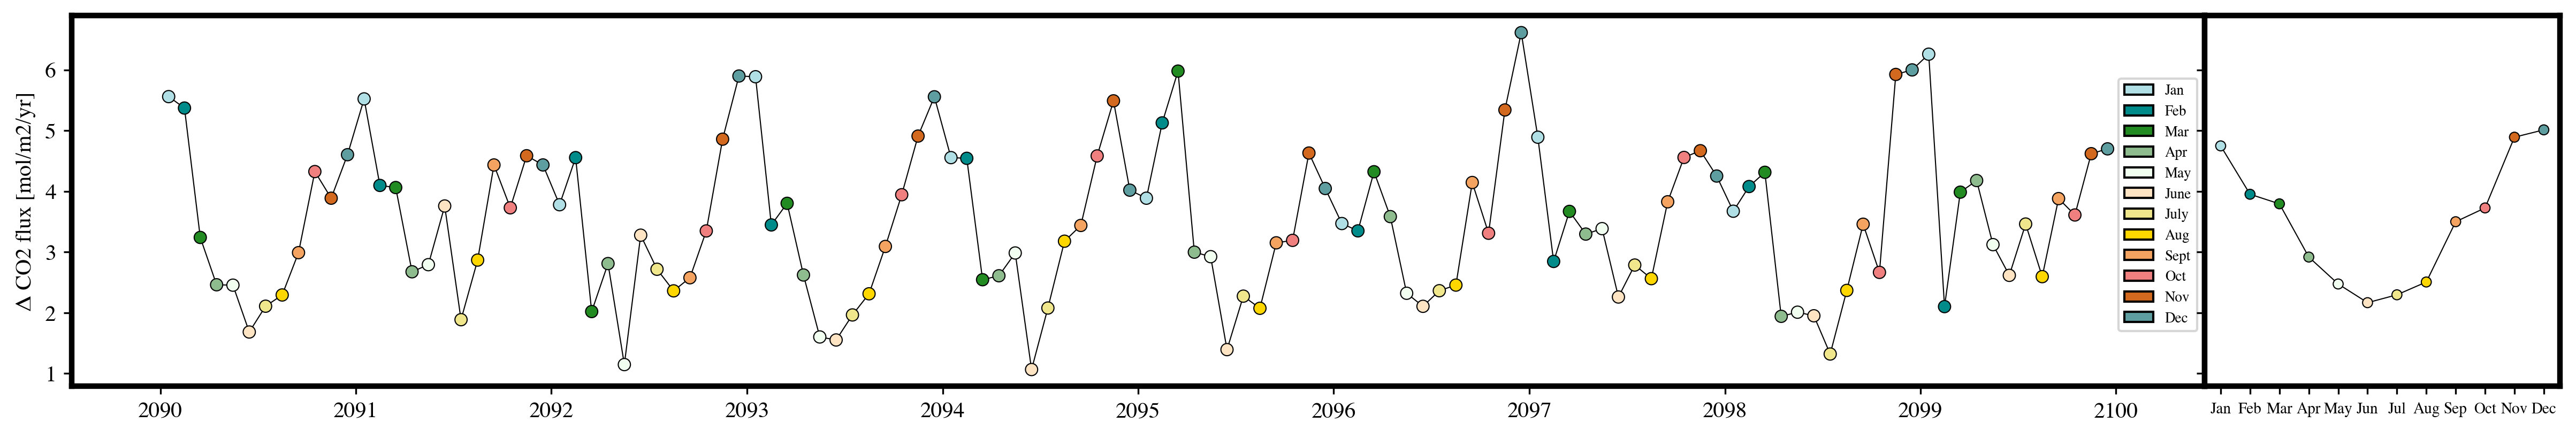 Δ CO2 flux [mol/m2/yr]
6
5
4
3
2
1
2090 2091 2092 2093 2094 2095 2096 2097 2098 2099 2100
Jan
Feb
Mar
Apr
May
June
July
Aug
Sept
Oct
Nov
Dec
Jan Feb Mar Apr May Jun Jul Aug Sep Oct Nov Dec